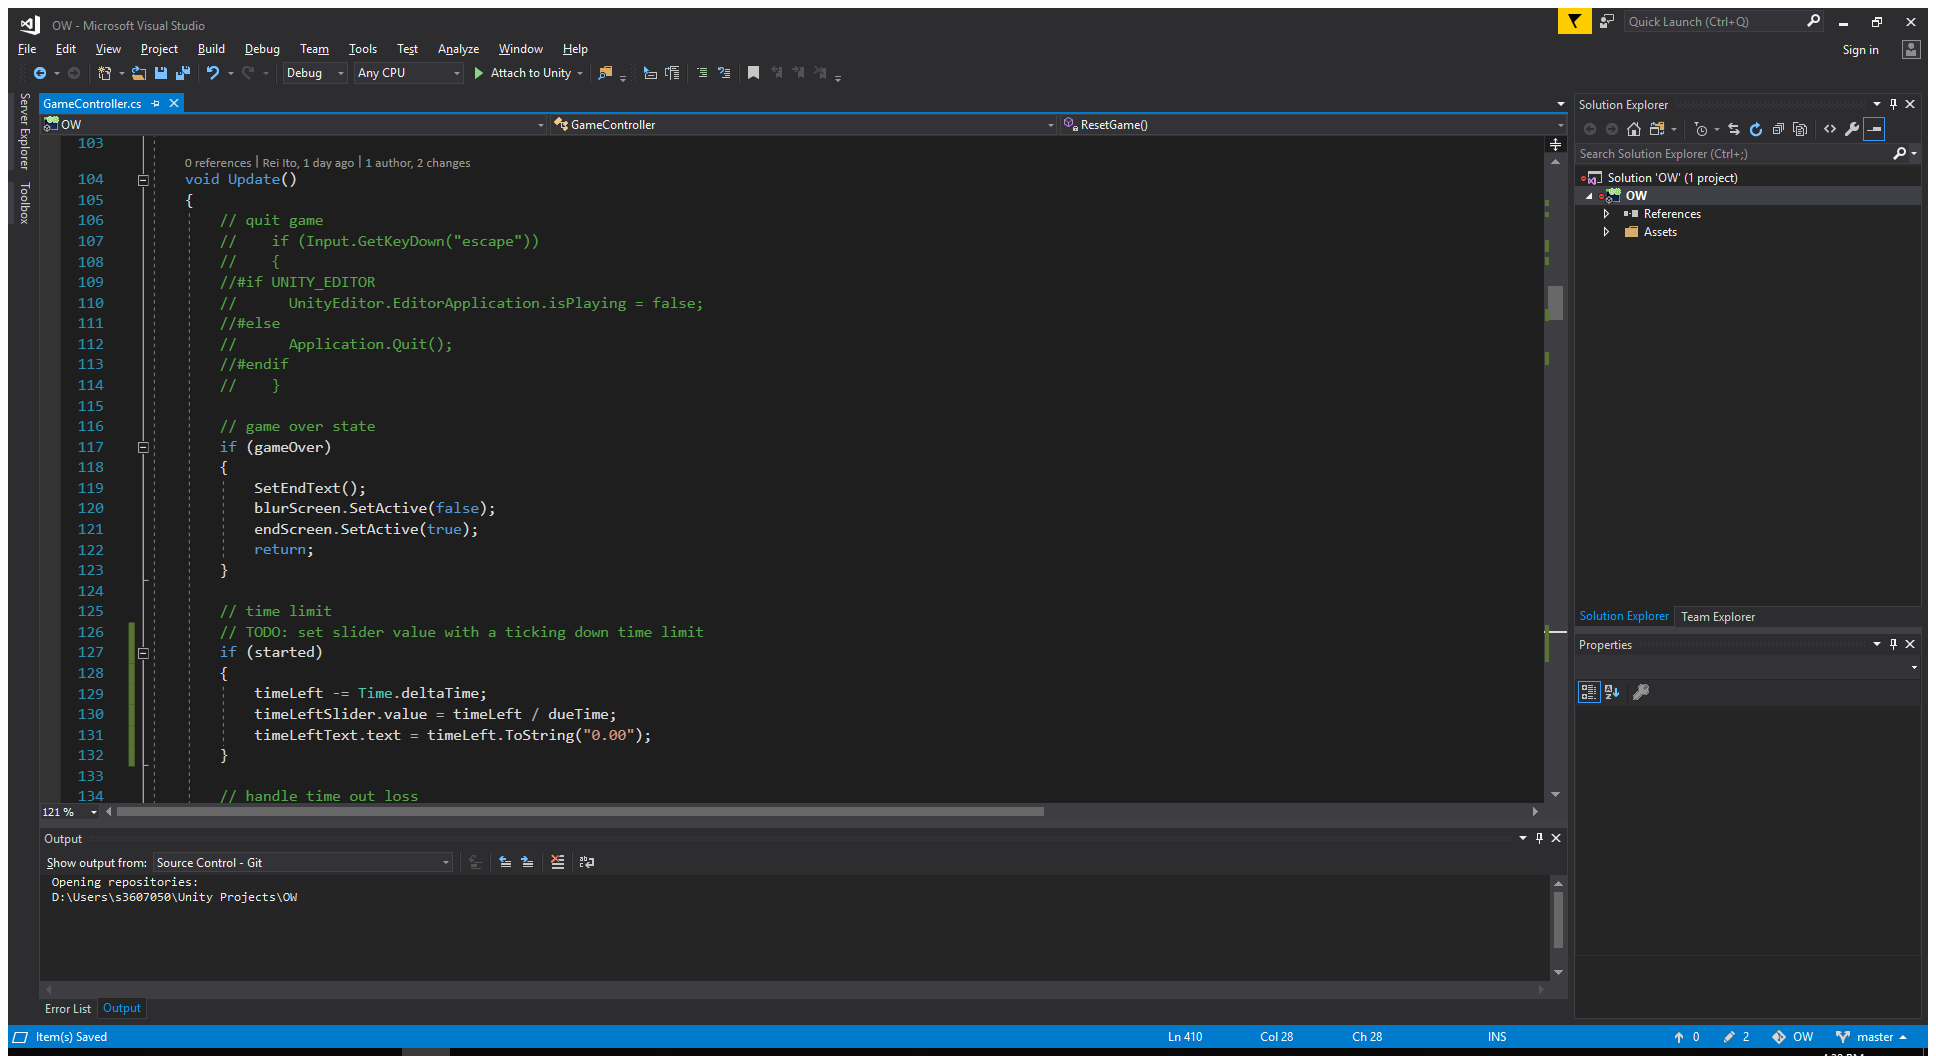 OW - Microsoft Visual Studio
Quick Launch (Ctrl+Q)
File Edit View Project Build Debug Team Tools Test Analyze Window Help
Sign in
Debug Any CPU Attach to Unity
Server Explorer
Toolbox
GameController.cs
OW GameController ResetGame()
103
0 references | Rei Ito, 1 day ago | 1 author, 2 changes
104 void Update()
105 {
106 // quit game
107 // if (Input.GetKeyDown("escape"))
108 // {
109 //#if UNITY_EDITOR
110 // UnityEditor.EditorApplication.isPlaying = false;
111 //#else
112 // Application.Quit();
113 //#endif
114 // }
115
116 // game over state
117 if (gameOver)
118 {
119 SetEndText();
120 blurScreen.SetActive(false);
121 endScreen.SetActive(true);
122 return;
123 }
124
125 // time limit
126 // TODO: set slider value with a ticking down time limit
127 if (started)
128 {
129 timeLeft -= Time.deltaTime;
130 timeLeftSlider.value = timeLeft / dueTime;
131 timeLeftText.text = timeLeft.ToString("0.00");
132 }
133
134 // handle time out loss
121 %
Output
Show output from: Source Control - Git
Opening repositories:
D:\Users\s3607050\Unity Projects\OW
Error List Output
Solution Explorer
Search Solution Explorer (Ctrl+;)
Solution 'OW' (1 project)
OW
References
Assets
Solution Explorer Team Explorer
Properties
Item(s) Saved Ln 410 Col 28 Ch 28 INS 0 2 OW master